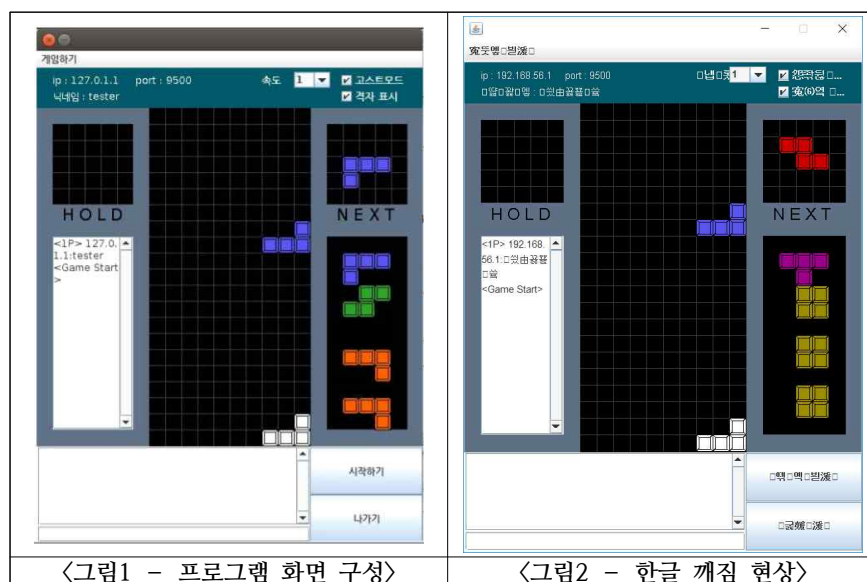 게임하기
ip : 127.0.1.1 port : 9500 속도 1 고스트모드
닉네임 : tester 격자 표시
HOLD
NEXT
<1P> 127.0.
1.1:tester
<Game Start
>
시작하기
나가기
ip : 192.168.56.1 port : 9500 1
HOLD
NEXT
<1P> 192.168.
56.1:
<Game Start>
<그림1 - 프로그램 화면 구성>
<그림2 - 한글 깨짐 현상>